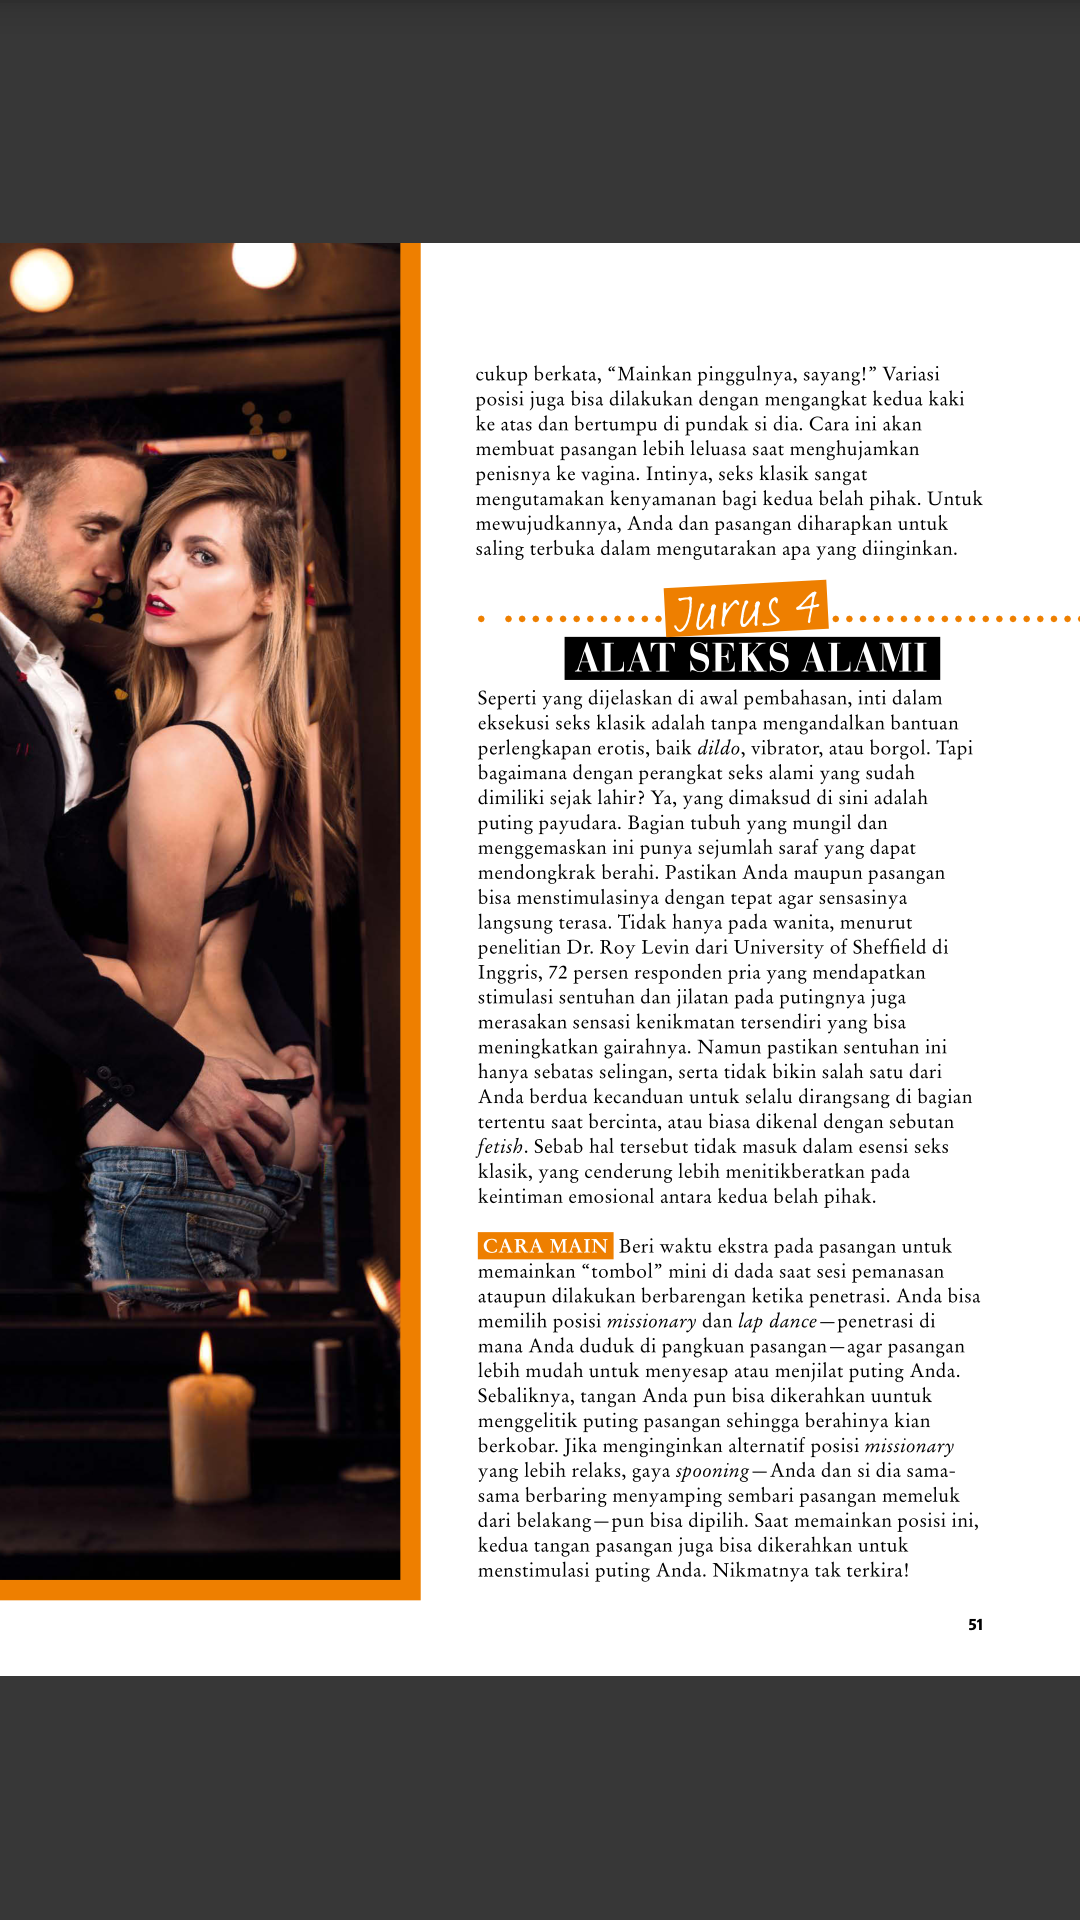 cukup berkata, “Mainkan pinggulnya, sayang!” Variasi
posisi juga bisa dilakukan dengan mengangkat kedua kaki
ke atas dan bertumpu di pundak si dia. Cara ini akan
membuat pasangan lebih leluasa saat menghujamkan
penisnya ke vagina. Intinya, seks klasik sangat
mengutamakan kenyamanan bagi kedua belah pihak. Untuk
mewujudkannya, Anda dan pasangan diharapkan untuk
saling terbuka dalam mengutarakan apa yang diinginkan.
Jurus 4
ALAT SEKS ALAMI
Seperti yang dijelaskan di awal pembahasan, inti dalam
eksekusi seks klasik adalah tanpa mengandalkan bantuan
perlengkapan erotis, baik dildo, vibrator, atau borgol. Tapi
bagaimana dengan perangkat seks alami yang sudah
dimiliki sejak lahir? Ya, yang dimaksud di sini adalah
puting payudara. Bagian tubuh yang mungil dan
menggemaskan ini punya sejumlah saraf yang dapat
mendongkrak berahi. Pastikan Anda maupun pasangan
bisa menstimulasinya dengan tepat agar sensasinya
langsung terasa. Tidak hanya pada wanita, menurut
penelitian Dr. Roy Levin dari University of Sheffield di
Inggris, 72 persen responden pria yang mendapatkan
stimulasi sentuhan dan jilatan pada putingnya juga
merasakan sensasi kenikmatan tersendiri yang bisa
meningkatkan gairahnya. Namun pastikan sentuhan ini
hanya sebatas selingan, serta tidak bikin salah satu dari
Anda berdua kecanduan untuk selalu dirangsang di bagian
tertentu saat bercinta, atau biasa dikenal dengan sebutan
fetish. Sebab hal tersebut tidak masuk dalam esensi seks
klasik, yang cenderung lebih menitikberatkan pada
keintiman emosional antara kedua belah pihak.
CARA MAIN Beri waktu ekstra pada pasangan untuk
memainkan “tombol” mini di dada saat sesi pemanasan
ataupun dilakukan berbarengan ketika penetrasi. Anda bisa
memilih posisi missionary dan lap dance—penetrasi di
mana Anda duduk di pangkuan pasangan—agar pasangan
lebih mudah untuk menyesap atau menjilat puting Anda.
Sebaliknya, tangan Anda pun bisa dikerahkan uuntuk
menggelitik puting pasangan sehingga berahinya kian
berkobar. Jika menginginkan alternatif posisi missionary
yang lebih relaks, gaya spooning—Anda dan si dia sama-
sama berbaring menyamping sembari pasangan memeluk
dari belakang—pun bisa dipilih. Saat memainkan posisi ini,
kedua tangan pasangan juga bisa dikerahkan untuk
menstimulasi puting Anda. Nikmatnya tak terkira!
51